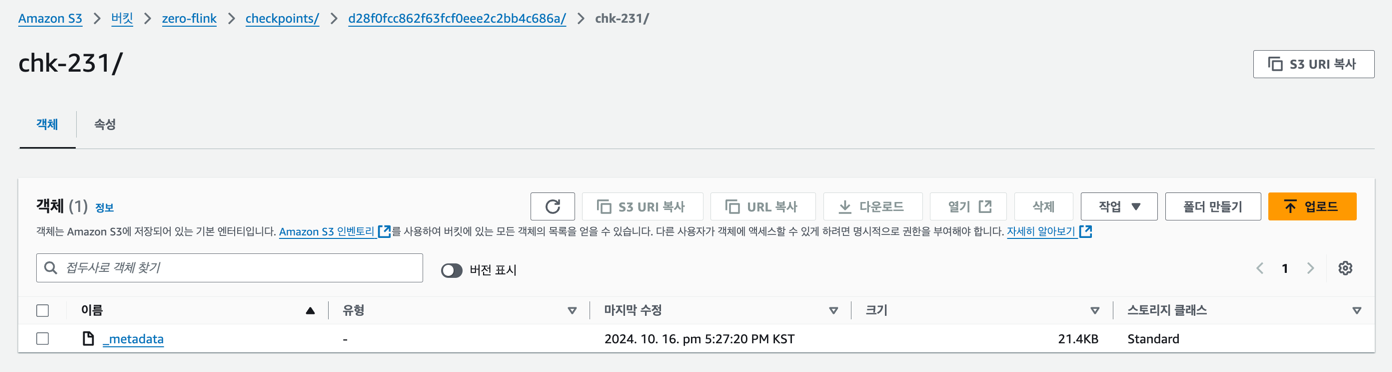 Amazon S3 > 버킷 > zero-flink > checkpoints/ > d28f0fcc862f63fcf0eee2c2bb4c686a/ > chk-231/
chk-231/
S3 URI 복사
객체 속성
객체 (1) 정보
S3 URI 복사 URL 복사 다운로드 열기 삭제 작업 폴더 만들기 업로드
객체는 Amazon S3에 저장되어 있는 기본 엔터티입니다. Amazon S3 인벤토리를 사용하여 버킷에 있는 모든 객체의 목록을 얻을 수 있습니다. 다른 사용자가 객체에 액세스할 수 있게 하려면 명시적으로 권한을 부여해야 합니다. 자세히 알아보기
접두사로 객체 찾기 버전 표시 1
이름 유형 마지막 수정 크기 스토리지 클래스
_metadata - 2024. 10. 16. pm 5:27:20 PM KST 21.4KB Standard